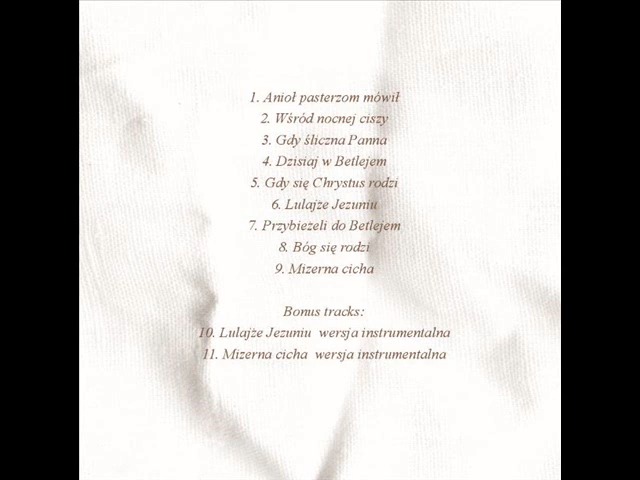 1. Anioł pasterzom mówił
2. Wśród nocnej ciszy
3. Gdy śliczna Panna
4. Dzisiaj w Betlejem
5. Gdy się Chrystus rodzi
6. Lulajże Jezuniu
7. Przybieżeli do Betlejem
8. Bóg się rodzi
9. Mizerna cicha
Bonus tracks:
10. Lulajże Jezuniu wersja instrumentalna
11. Mizerna cicha wersja instrumentalna